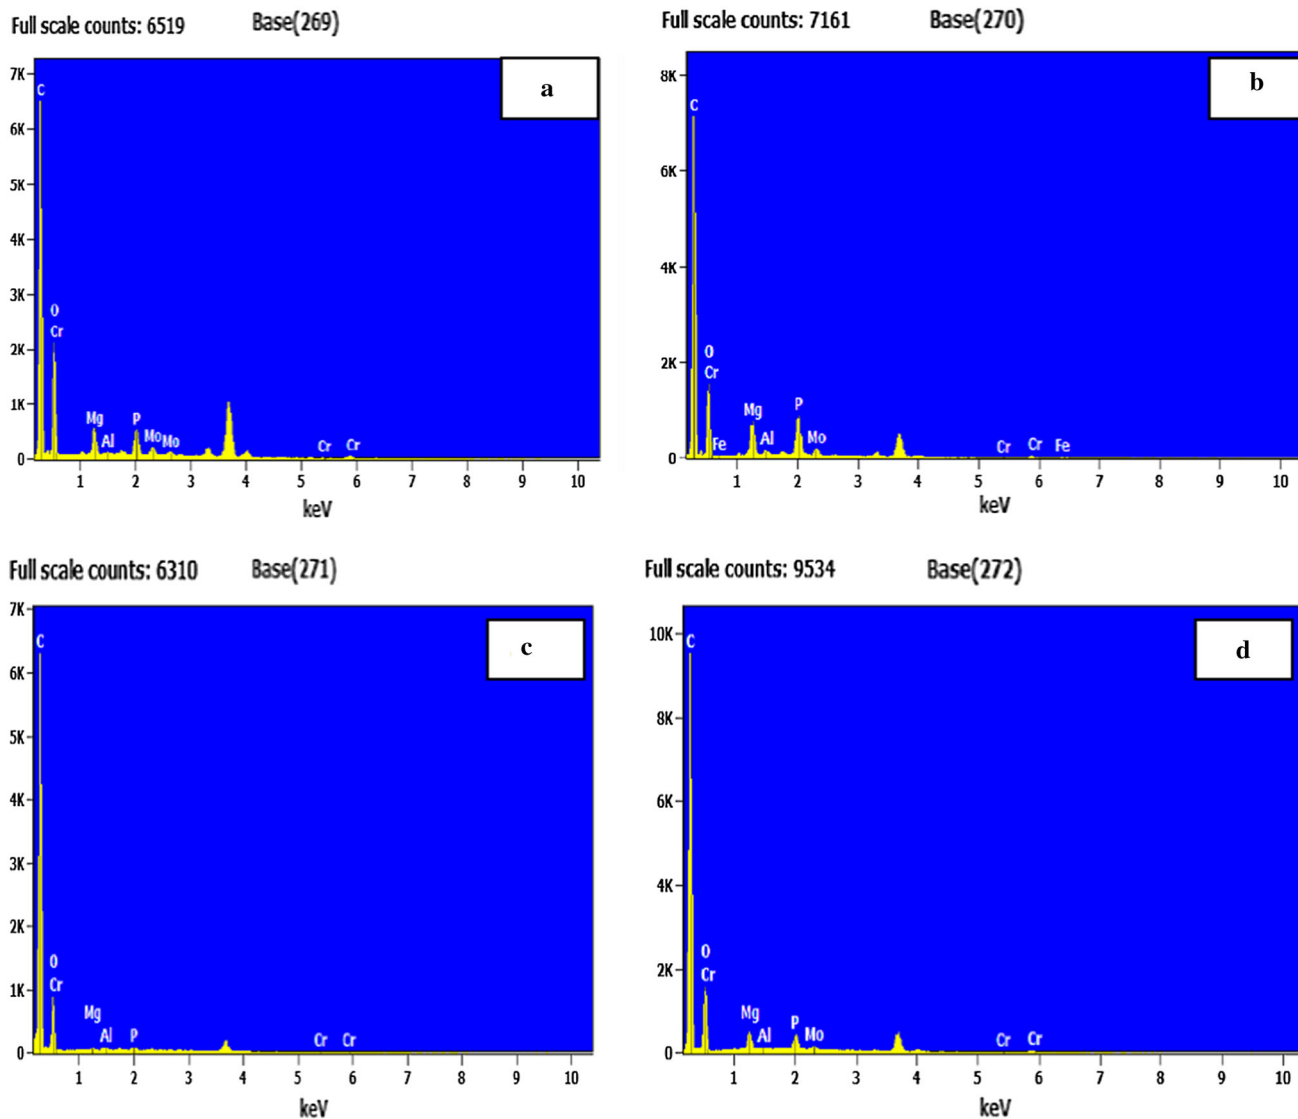 Full scale counts: 6519 Base(269)
a
7K
6K
5K
4K
3K
2K
1K
0
C
O
Cr
Mg
Al
P
Mo
Mo
Cr
Cr
1 2 3 4 5 6 7 8 9 10
keV
Full scale counts: 7161 Base(270)
b
8K
6K
4K
2K
0
C
O
Cr
Fe
Mg
Al
P
Mo
Cr
Cr
Fe
1 2 3 4 5 6 7 8 9 10
keV
Full scale counts: 6310 Base(271)
c
7K
6K
5K
4K
3K
2K
1K
0
C
O
Cr
Mg
Al
P
Cr
Cr
1 2 3 4 5 6 7 8 9 10
keV
Full scale counts: 9534 Base(272)
d
10K
8K
6K
4K
2K
0
C
O
Cr
Mg
Al
P
Mo
Cr
Cr
1 2 3 4 5 6 7 8 9 10
keV